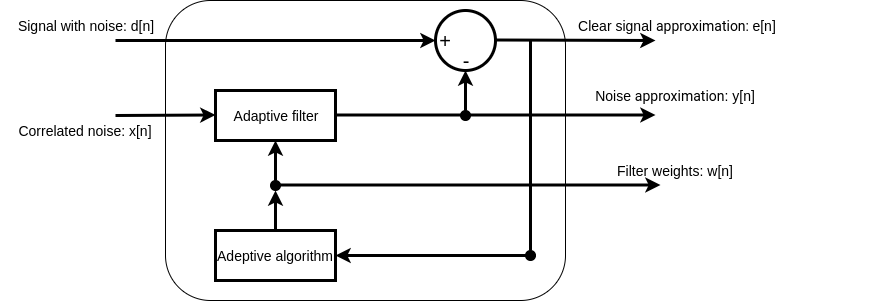 Signal with noise: d[n]
Clear signal approximation: e[n]
+
-
Noise approximation: y[n]
Adaptive filter
Correlated noise: x[n]
Filter weights: w[n]
Adeptive algorithm